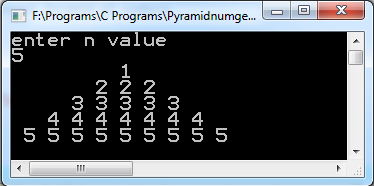 F:\Programs\C Programs\Pyramidnumge...
enter n value
5
1
2 2 2
3 3 3 3 3
4 4 4 4 4 4 4
5 5 5 5 5 5 5 5 5